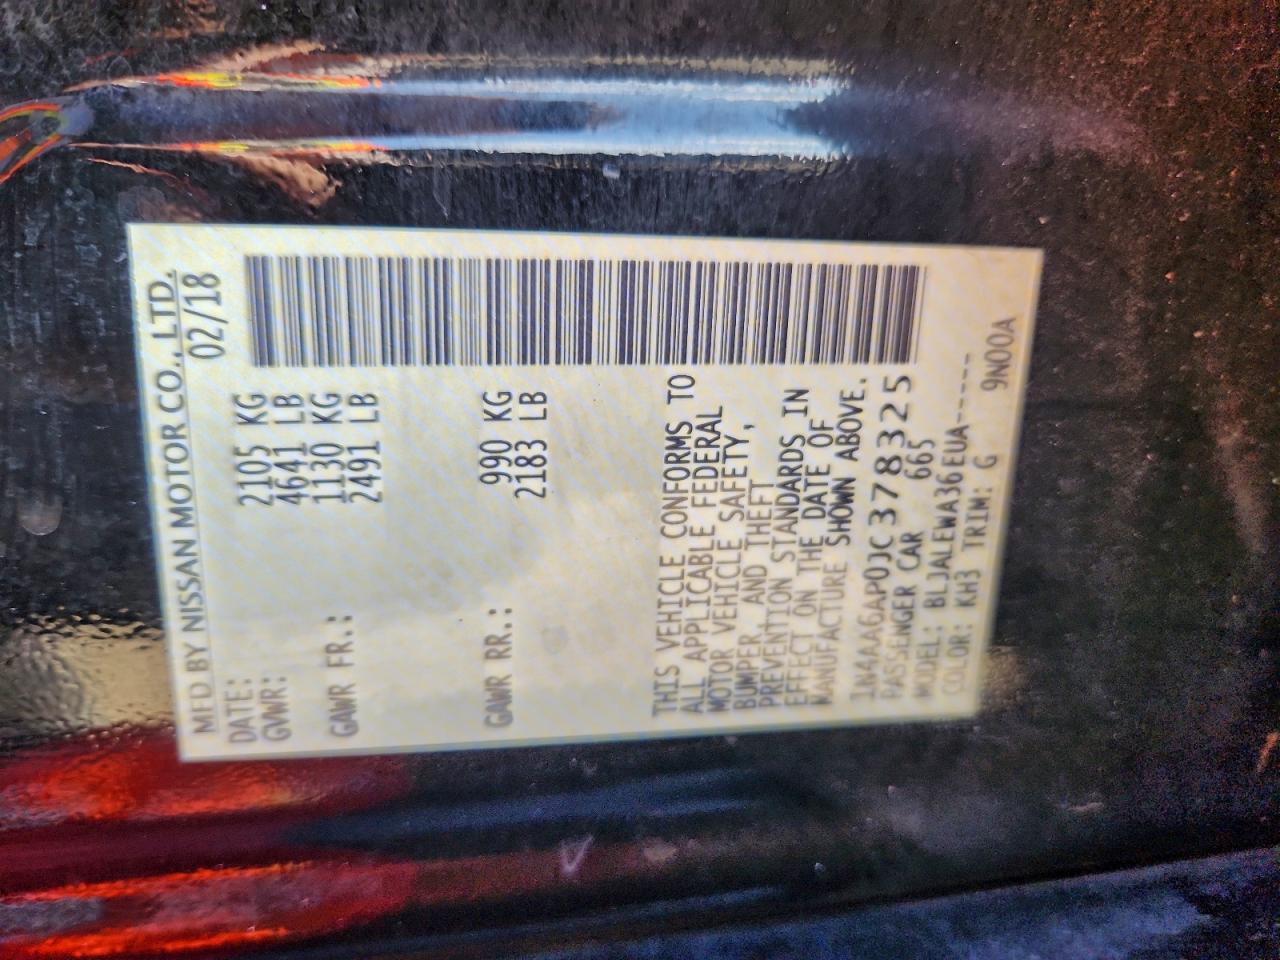 MFD BY NISSAN MOTOR CO., LTD.
DATE: 02/18
GVWR: 2105 KG
4641 LB
GAWR FR.: 1130 KG
2491 LB
GAWR RR.: 990 KG
2183 LB
THIS VEHICLE CONFORMS TO
ALL APPLICABLE FEDERAL
MOTOR VEHICLE SAFETY,
BUMPER, AND THEFT
PREVENTION STANDARDS IN
EFFECT ON THE DATE OF
MANUFACTURE SHOWN ABOVE.
1N4AA6AP0JC378325
PASSENGER CAR 665
MODEL: BLJALEWA36EUA-----
COLOR: KH3 TRIM: G 9N00A